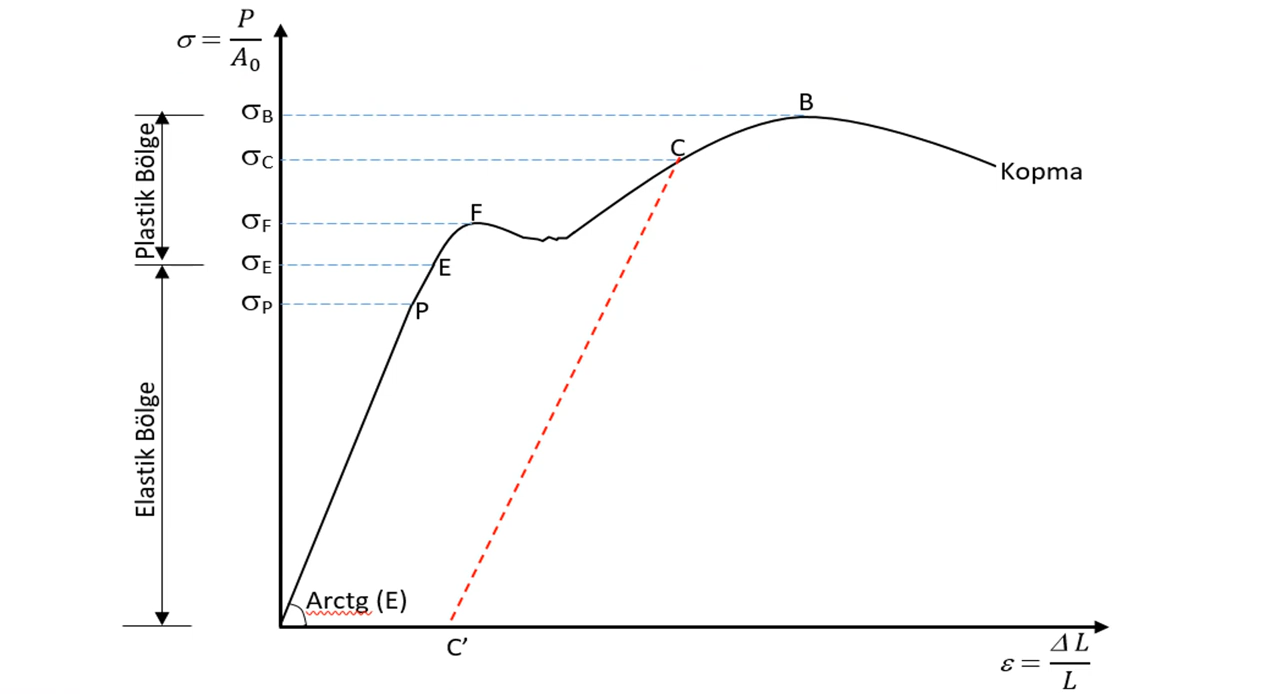 σ = P / A₀
σB
σC
σF
σE
σP
Plastik Bölge
Elastik Bölge
B
C
Kopma
F
E
P
Arctg (E)
C’
ε = ΔL / L